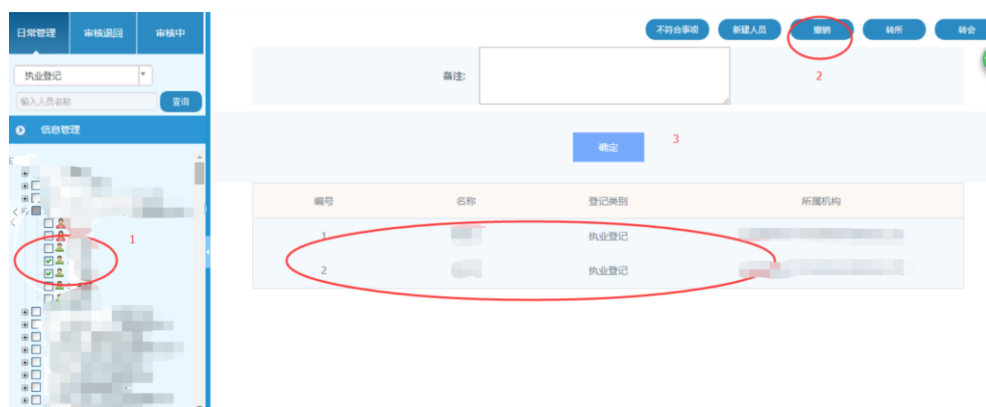 日常管理 审核退回 审核中
执业登记
输入人员名称 查询
信息管理
1
不符合事项 新建人员 撤销 转所 转会
备注:
2
确定
3
编号 名称 登记类别 所属机构
1 执业登记
2 执业登记